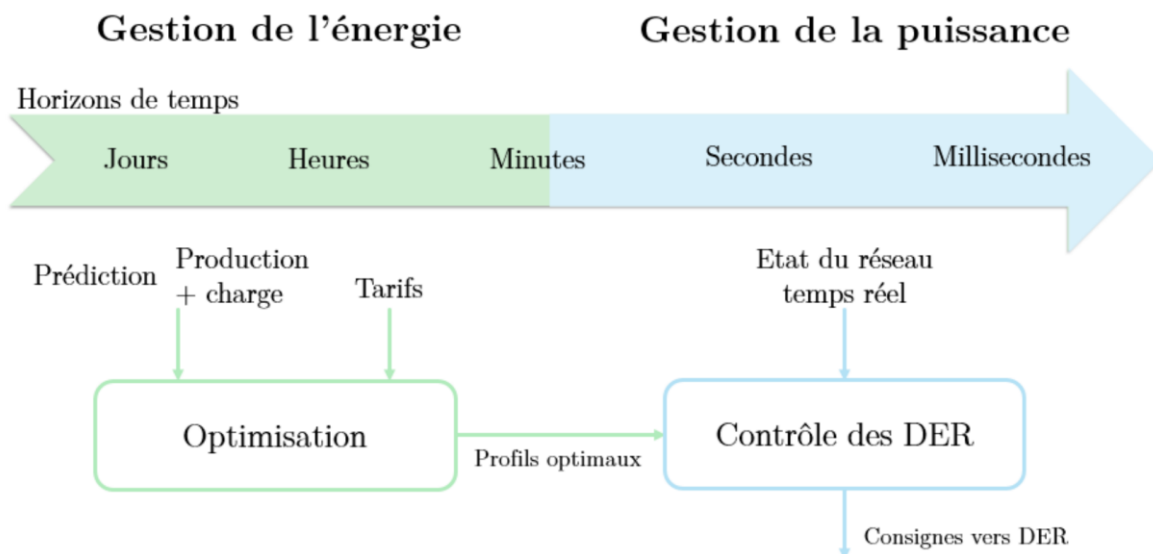 Gestion de l'énergie
Gestion de la puissance
Horizons de temps
Jours
Heures
Minutes
Secondes
Millisecondes
Prédiction
Production
+ charge
Tarifs
Etat du réseau
temps réel
Optimisation
Profils optimaux
Contrôle des DER
Consignes vers DER